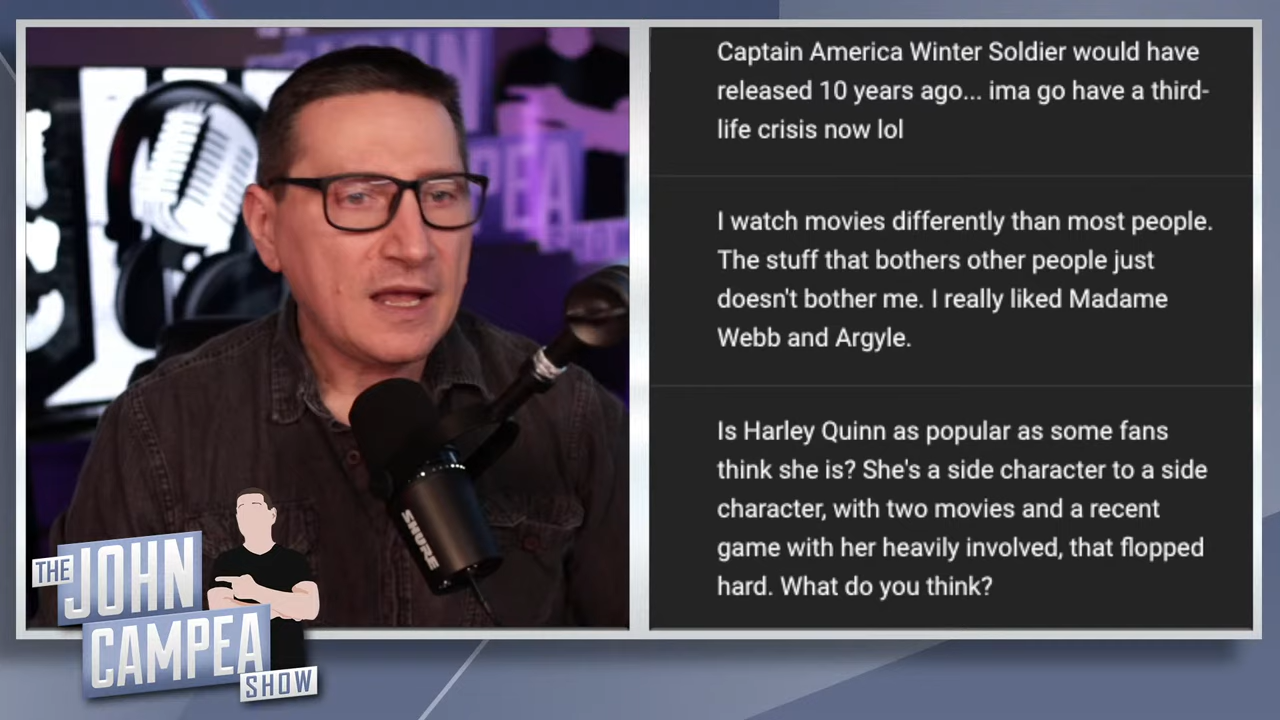 Captain America Winter Soldier would have
released 10 years ago... ima go have a third-
life crisis now lol
I watch movies differently than most people.
The stuff that bothers other people just
doesn't bother me. I really liked Madame
Webb and Argyle.
Is Harley Quinn as popular as some fans
think she is? She's a side character to a side
character, with two movies and a recent
game with her heavily involved, that flopped
hard. What do you think?
SHURE
THE
JOHN
CAMPEA
SHOW